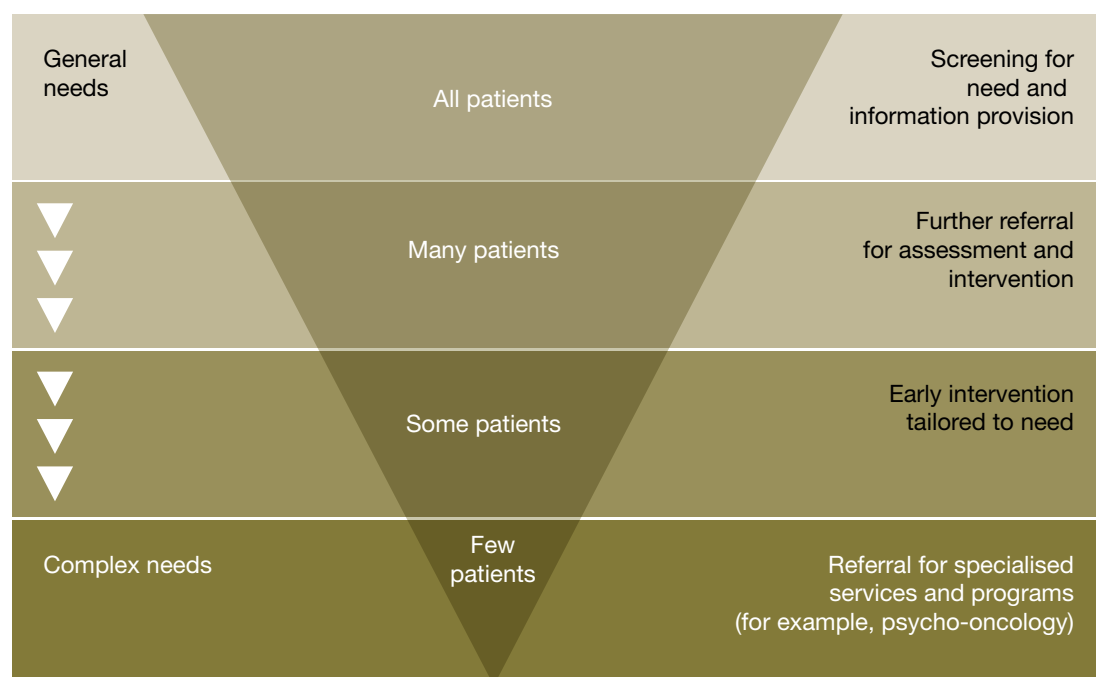 General
needs
All patients
Screening for
need and
information provision
Many patients
Further referral
for assessment and
intervention
Some patients
Early intervention
tailored to need
Complex needs
Few
patients
Referral for specialised
services and programs
(for example, psycho-oncology)